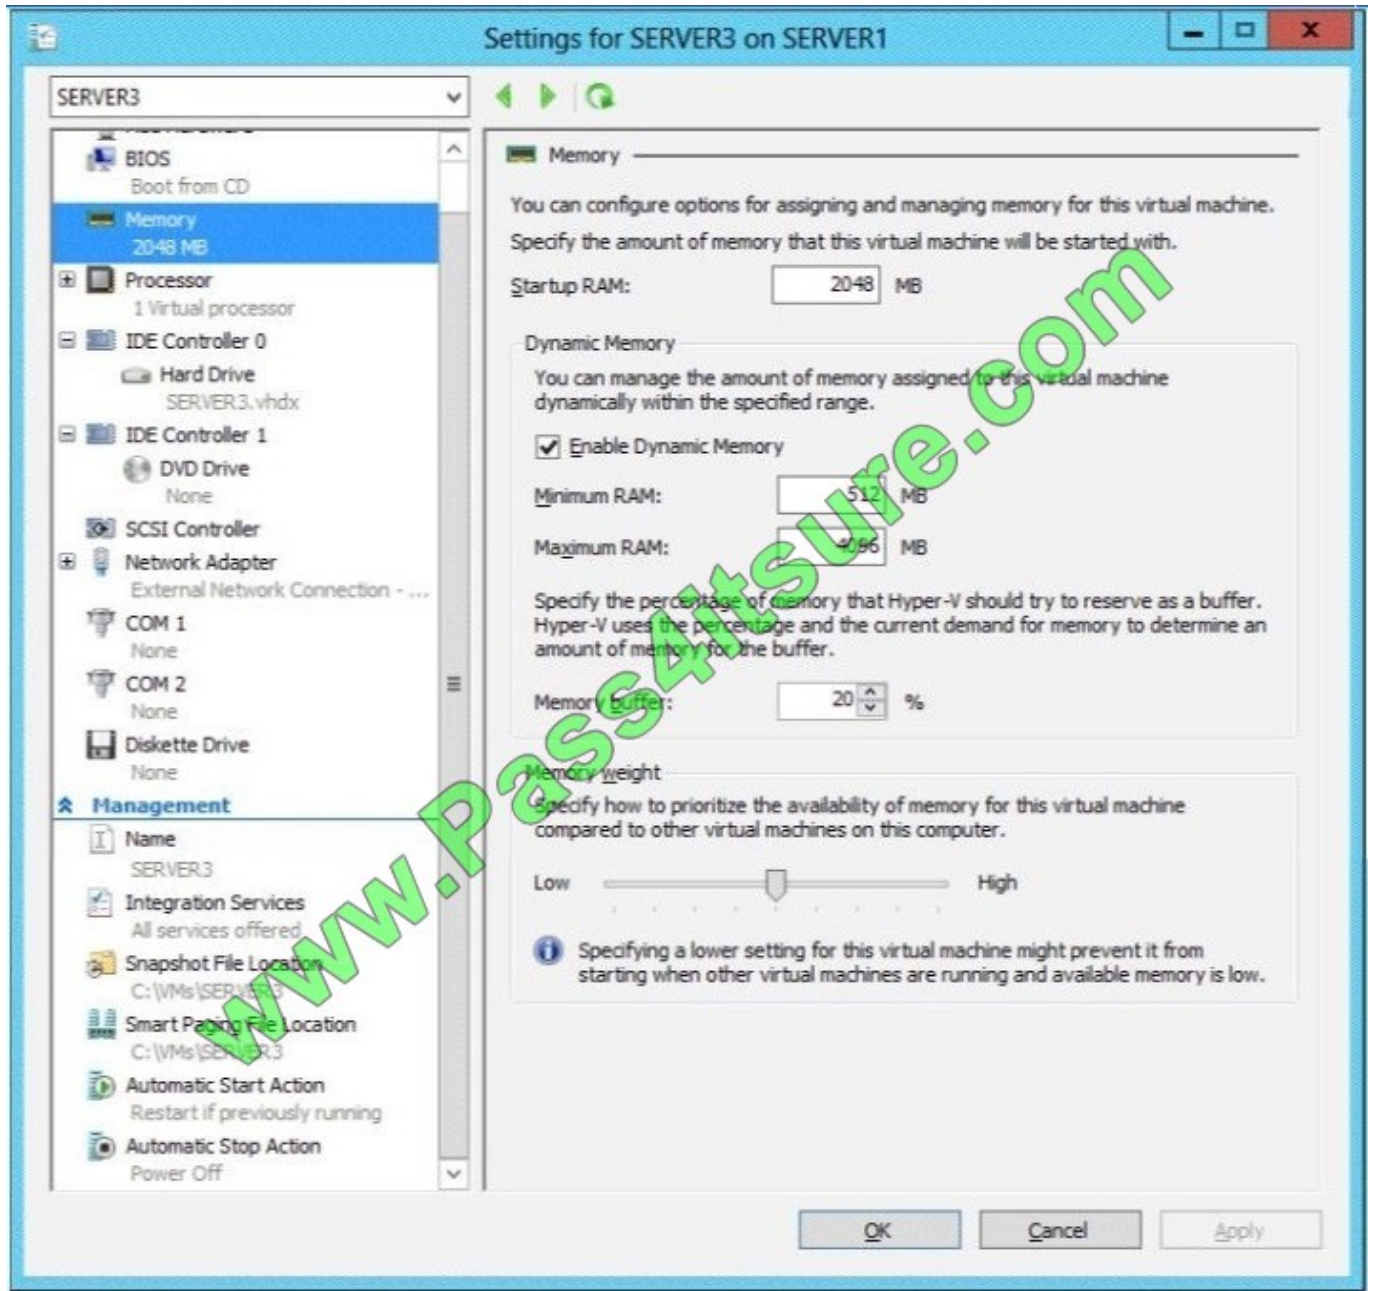 Settings for SERVER3 on SERVER1
SERVER3
BIOS
Boot from CD
Memory
2048 MB
Processor
1 Virtual processor
IDE Controller 0
Hard Drive
SERVER3.vhdx
IDE Controller 1
DVD Drive
None
SCSI Controller
Network Adapter
External Network Connection - ...
COM 1
None
COM 2
None
Diskette Drive
None
Management
Name
SERVER3
Integration Services
All services offered
Snapshot File Location
C:\VMs\SERVER3
Smart Paging File Location
C:\VMs\SERVER3
Automatic Start Action
Restart if previously running
Automatic Stop Action
Power Off
Memory
You can configure options for assigning and managing memory for this virtual machine.
Specify the amount of memory that this virtual machine will be started with.
Startup RAM: 2048 MB
Dynamic Memory
You can manage the amount of memory assigned to this virtual machine
dynamically within the specified range.
Enable Dynamic Memory
Minimum RAM: 512 MB
Maximum RAM: 4096 MB
Specify the percentage of memory that Hyper-V should try to reserve as a buffer.
Hyper-V uses the percentage and the current demand for memory to determine an
amount of memory for the buffer.
Memory buffer: 20 %
Memory weight
Specify how to prioritize the availability of memory for this virtual machine
compared to other virtual machines on this computer.
Low High
Specifying a lower setting for this virtual machine might prevent it from
starting when other virtual machines are running and available memory is low.
OK Cancel Apply
www.Pass4itsure.com